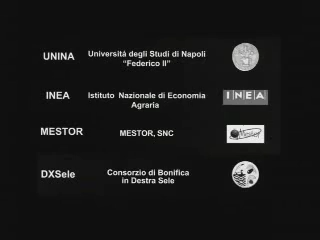 UNINA Universitá degli Studi di Napoli
“Federico II”
INEA Istituto Nazionale di Economia
Agraria
INEA
MESTOR MESTOR, SNC
DXSele Consorzio di Bonifica
in Destra Sele